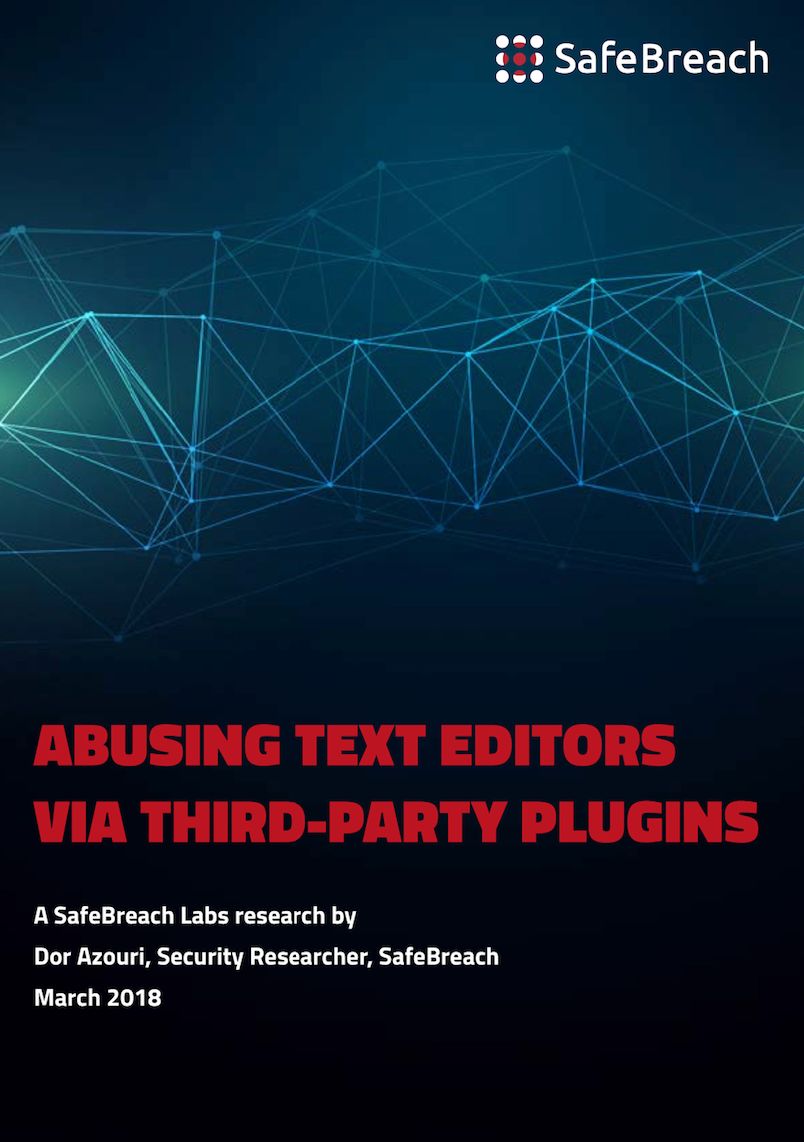 SafeBreach
ABUSING TEXT EDITORS
VIA THIRD-PARTY PLUGINS
A SafeBreach Labs research by
Dor Azouri, Security Researcher, SafeBreach
March 2018